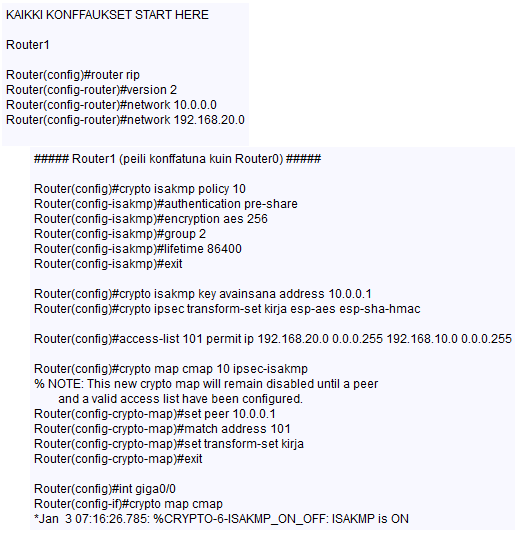 KAIKKI KONFFAUKSET START HERE
Router1
Router(config)#router rip
Router(config-router)#version 2
Router(config-router)#network 10.0.0.0
Router(config-router)#network 192.168.20.0
##### Router1 (peili konffatuna kuin Router0) #####
Router(config)#crypto isakmp policy 10
Router(config-isakmp)#authentication pre-share
Router(config-isakmp)#encryption aes 256
Router(config-isakmp)#group 2
Router(config-isakmp)#lifetime 86400
Router(config-isakmp)#exit
Router(config)#crypto isakmp key avainsana address 10.0.0.1
Router(config)#crypto ipsec transform-set kirja esp-aes esp-sha-hmac
Router(config)#access-list 101 permit ip 192.168.20.0 0.0.0.255 192.168.10.0 0.0.0.255
Router(config)#crypto map cmap 10 ipsec-isakmp
% NOTE: This new crypto map will remain disabled until a peer
and a valid access list have been configured.
Router(config-crypto-map)#set peer 10.0.0.1
Router(config-crypto-map)#match address 101
Router(config-crypto-map)#set transform-set kirja
Router(config-crypto-map)#exit
Router(config)#int giga0/0
Router(config-if)#crypto map cmap
*Jan  3 07:16:26.785: %CRYPTO-6-ISAKMP_ON_OFF: ISAKMP is ON